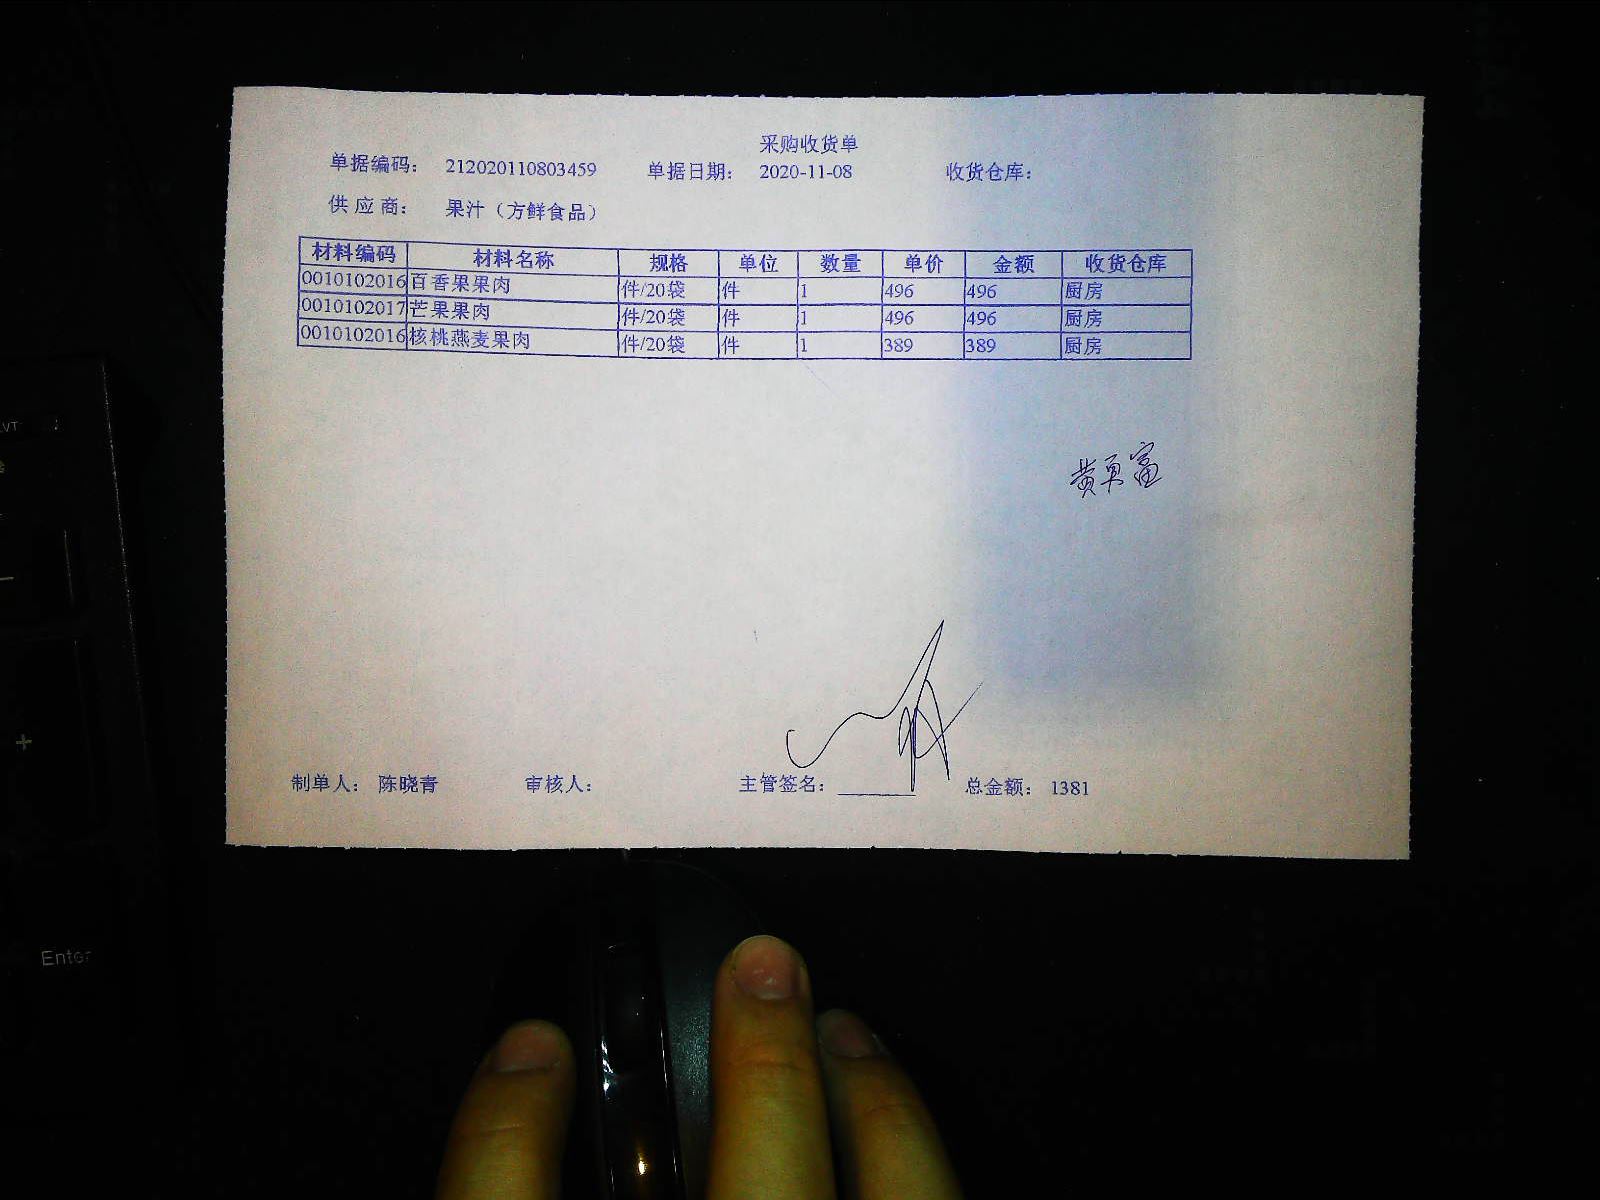 采购收货单
单据编码： 212020110803459 单据日期： 2020-11-08 收货仓库：
供 应 商： 果汁（方鲜食品）
材料编码 材料名称 规格 单位 数量 单价 金额 收货仓库
0010102016 百香果果肉 件/20袋 件 1 496 496 厨房
0010102017 芒果果肉 件/20袋 件 1 496 496 厨房
0010102016 核桃燕麦果肉 件/20袋 件 1 389 389 厨房
黄勇富
制单人： 陈晓青 审核人： 主管签名： 总金额： 1381
+
Enter